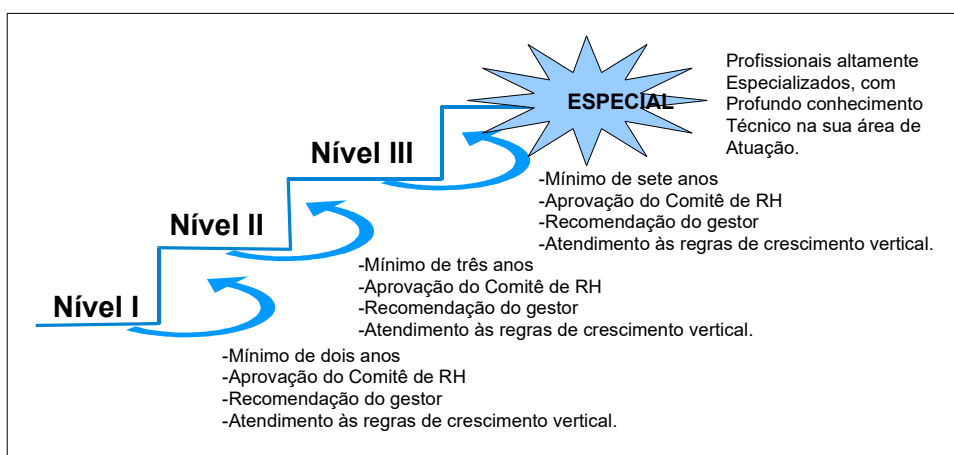 Profissionais altamente
Especializados, com
Profundo conhecimento
Técnico na sua área de
Atuação.
ESPECIAL
Nível III
-Mínimo de sete anos
-Aprovação do Comitê de RH
-Recomendação do gestor
-Atendimento às regras de crescimento vertical.
Nível II
-Mínimo de três anos
-Aprovação do Comitê de RH
-Recomendação do gestor
-Atendimento às regras de crescimento vertical.
Nível I
-Mínimo de dois anos
-Aprovação do Comitê de RH
-Recomendação do gestor
-Atendimento às regras de crescimento vertical.